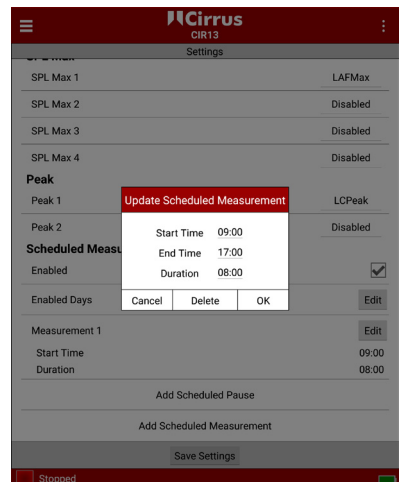 Cirrus
CIR13
Settings
SPL Max
SPL Max 1 LAFMax
SPL Max 2 Disabled
SPL Max 3 Disabled
SPL Max 4 Disabled
Peak
Peak 1 LCPeak
Peak 2 Disabled
Scheduled Measu
Enabled
Enabled Days Edit
Measurement 1 Edit
Start Time 09:00
Duration 08:00
Add Scheduled Pause
Add Scheduled Measurement
Save Settings
Stopped
Update Scheduled Measurement
Start Time 09:00
End Time 17:00
Duration 08:00
Cancel Delete OK